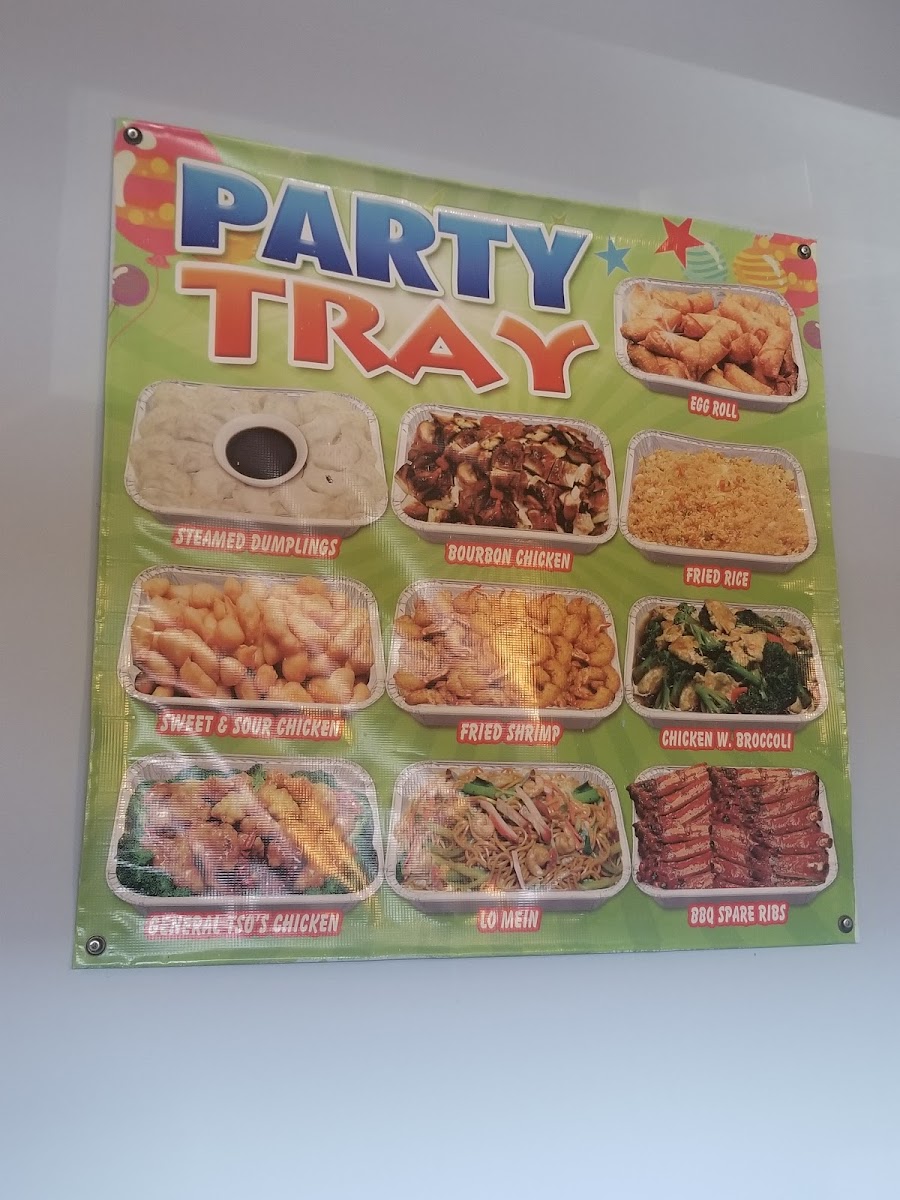 PARTY
TRAY
EGG ROLL
STEAMED DUMPLINGS
BOURBON CHICKEN
FRIED RICE
SWEET & SOUR CHICKEN
FRIED SHRIMP
CHICKEN W. BROCCOLI
GENERAL TSO'S CHICKEN
LO MEIN
BBQ SPARE RIBS